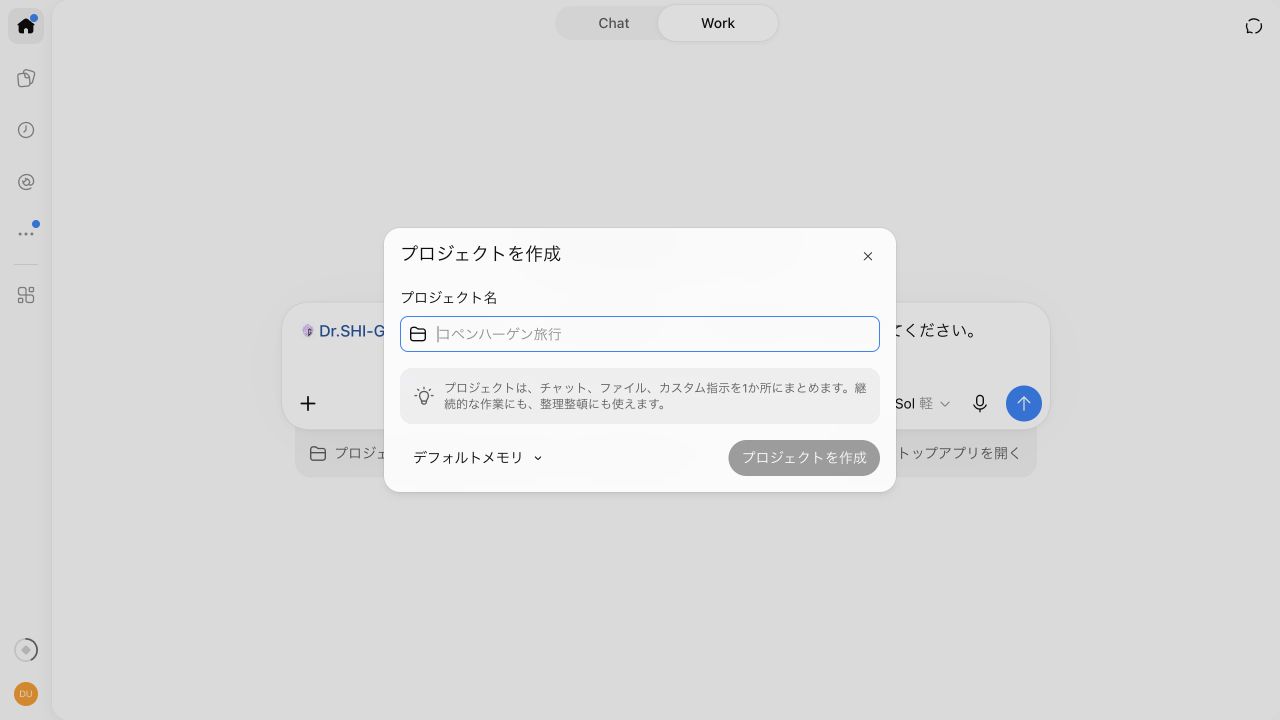 Chat
Work
プロジェクトを作成
プロジェクト名
コペンハーゲン旅行
プロジェクトは、チャット、ファイル、カスタム指示を1か所にまとめます。継
続的な作業にも、整理整頓にも使えます。
デフォルトメモリ
プロジェクトを作成
Dr.SHI-G
てください。
Sol 軽
プロジェ
トップアプリを開く
DU